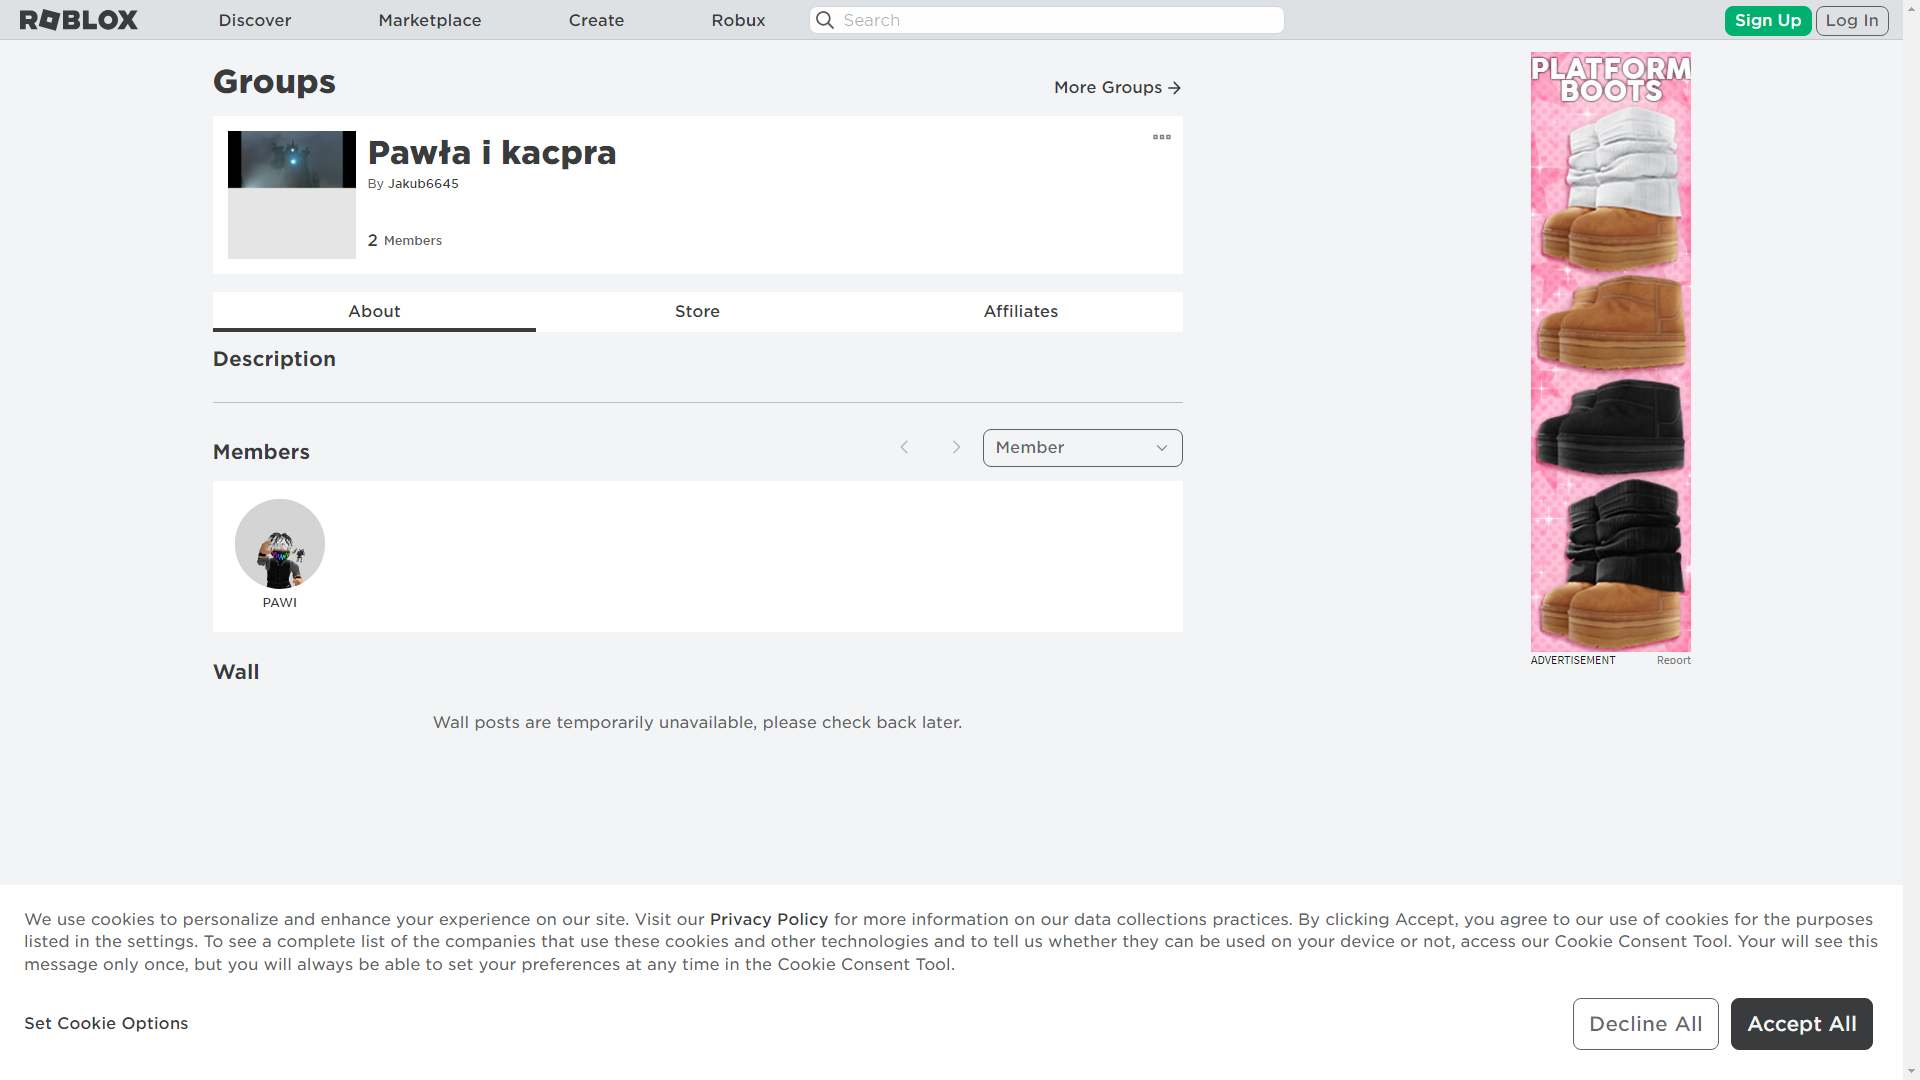 ROBLOX
Discover
Marketplace
Create
Robux
Search
Sign Up
Log In
Groups
More Groups
Pawła i kacpra
By Jakub6645
2 Members
About
Store
Affiliates
Description
Members
Member
PAWI
Wall
Wall posts are temporarily unavailable, please check back later.
PLATFORM
BOOTS
ADVERTISEMENT
Report
We use cookies to personalize and enhance your experience on our site. Visit our Privacy Policy for more information on our data collections practices. By clicking Accept, you agree to our use of cookies for the purposes
listed in the settings. To see a complete list of the companies that use these cookies and other technologies and to tell us whether they can be used on your device or not, access our Cookie Consent Tool. Your will see this
message only once, but you will always be able to set your preferences at any time in the Cookie Consent Tool.
Set Cookie Options
Decline All
Accept All